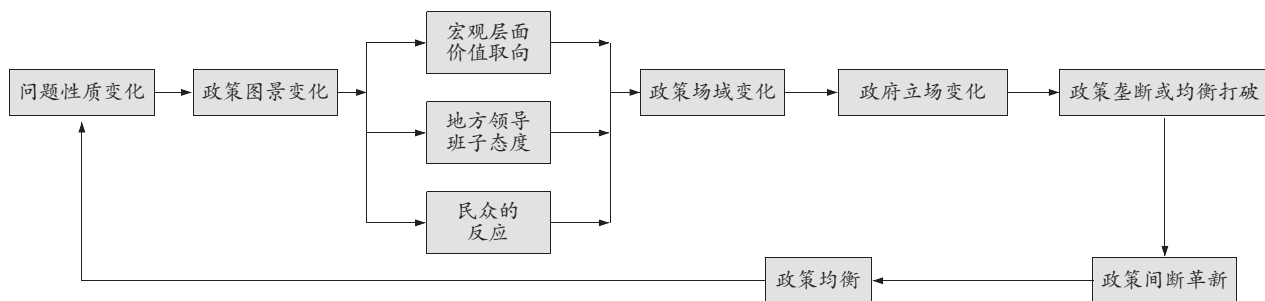 问题性质变化
政策图景变化
宏观层面
价值取向
地方领导
班子态度
民众的
反应
政策场域变化
政府立场变化
政策垄断或均衡打破
政策间断革新
政策均衡